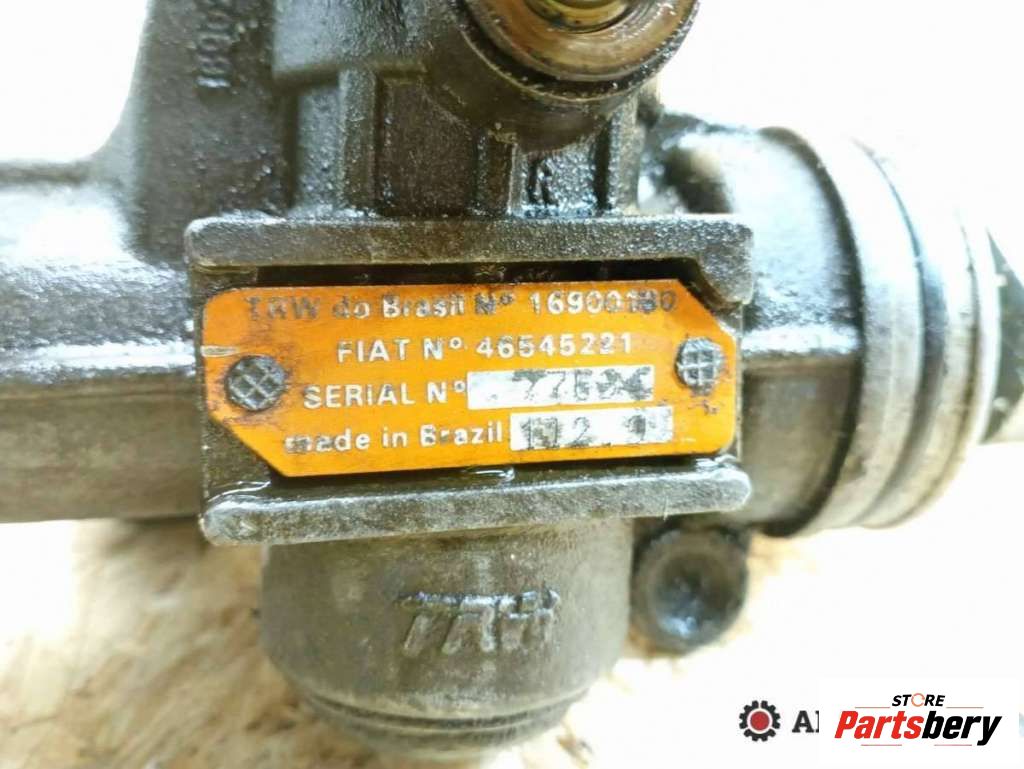 TRW do Brasil Nº 16900180
FIAT Nº 46545221
SERIAL Nº
made in Brazil
TRW
STORE
Partsbery